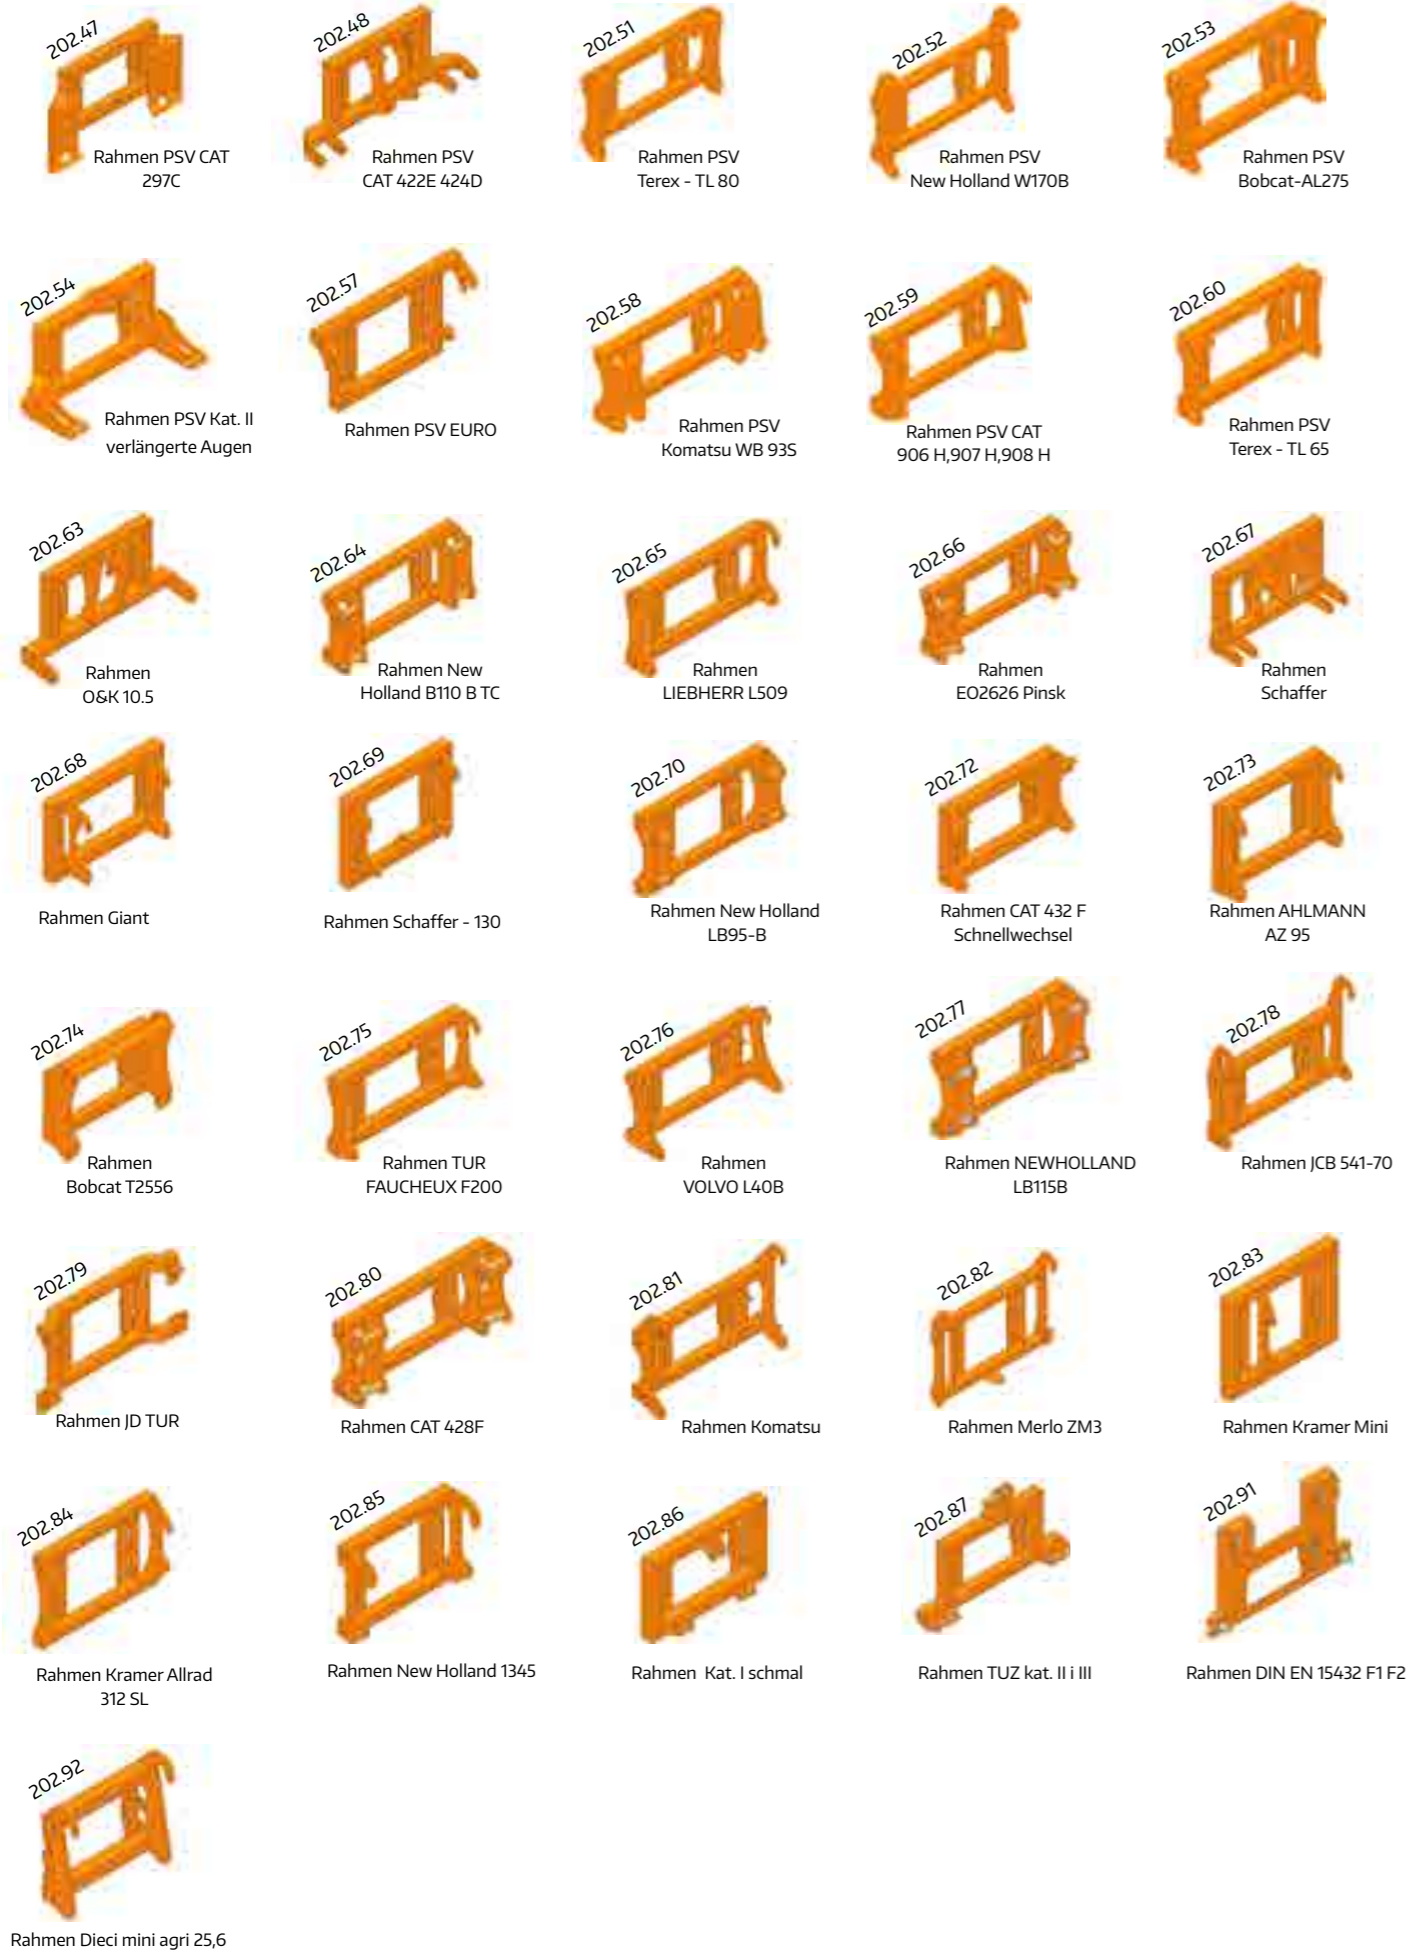 202.47
Rahmen PSV CAT
297C
202.48
Rahmen PSV
CAT 422E 424D
202.51
Rahmen PSV
Terex - TL 80
202.52
Rahmen PSV
New Holland W170B
202.53
Rahmen PSV
Bobcat-AL275
202.54
Rahmen PSV Kat. II
verlängerte Augen
202.57
Rahmen PSV EURO
202.58
Rahmen PSV
Komatsu WB 93S
202.59
Rahmen PSV CAT
906 H,907 H,908 H
202.60
Rahmen PSV
Terex - TL 65
202.63
Rahmen
O&K 10.5
202.64
Rahmen New
Holland B110 B TC
202.65
Rahmen
LIEBHERR L509
202.66
Rahmen
EO2626 Pinsk
202.67
Rahmen
Schaffer
202.68
Rahmen Giant
202.69
Rahmen Schaffer - 130
202.70
Rahmen New Holland
LB95-B
202.72
Rahmen CAT 432 F
Schnellwechsel
202.73
Rahmen AHLMANN
AZ 95
202.74
Rahmen
Bobcat T2556
202.75
Rahmen TUR
FAUCHEUX F200
202.76
Rahmen
VOLVO L40B
202.77
Rahmen NEWHOLLAND
LB115B
202.78
Rahmen JCB 541-70
202.79
Rahmen JD TUR
202.80
Rahmen CAT 428F
202.81
Rahmen Komatsu
202.82
Rahmen Merlo ZM3
202.83
Rahmen Kramer Mini
202.84
Rahmen Kramer Allrad
312 SL
202.85
Rahmen New Holland 1345
202.86
Rahmen Kat. I schmal
202.87
Rahmen TUZ kat. II i III
202.91
Rahmen DIN EN 15432 F1 F2
202.92
Rahmen Dieci mini agri 25,6